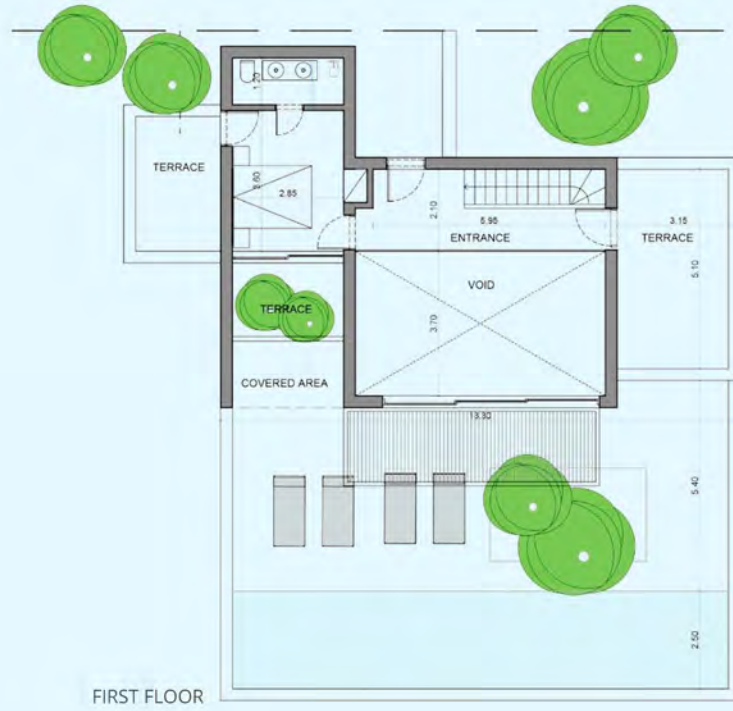 1.20
TERRACE
3.60
2.85
2.10
5.95
3.15
ENTRANCE
TERRACE
5.10
VOID
TERRACE
3.70
COVERED AREA
13.30
5.40
2.50
FIRST FLOOR